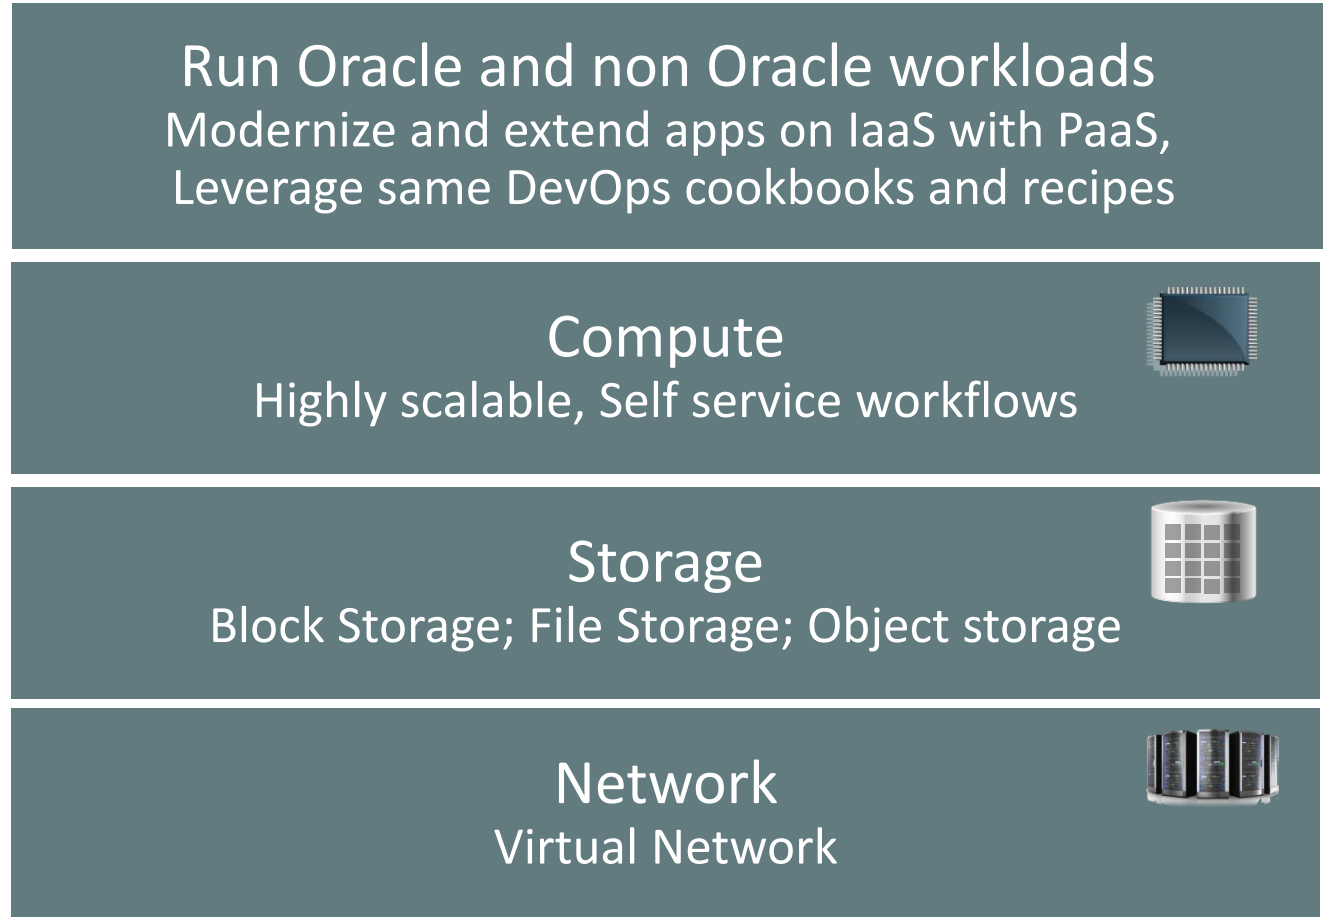 Run Oracle and non Oracle workloads
Modernize and extend apps on IaaS with PaaS,
Leverage same DevOps cookbooks and recipes
Compute
Highly scalable, Self service workflows
Storage
Block Storage; File Storage; Object storage
Network
Virtual Network